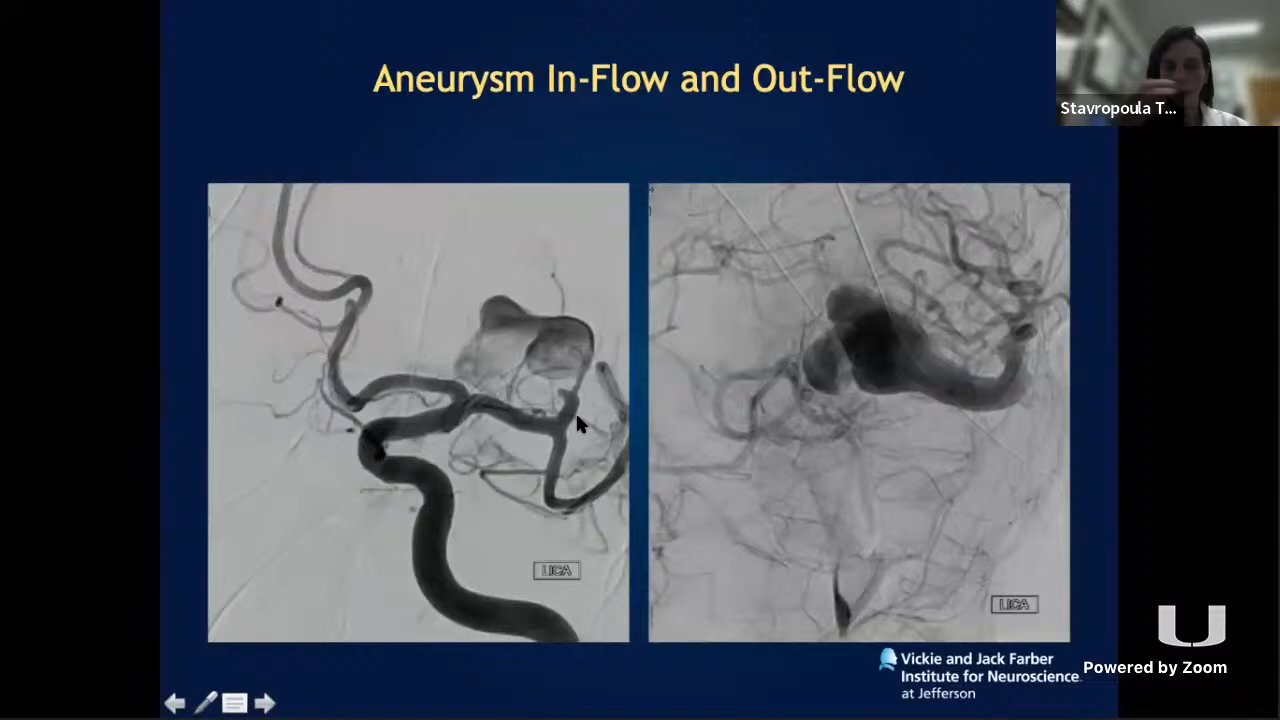 Aneurysm In-Flow and Out-Flow
Stavropoula T...
LICA
LICA
Vickie and Jack Farber
Institute for Neuroscience
at Jefferson
U
Powered by Zoom